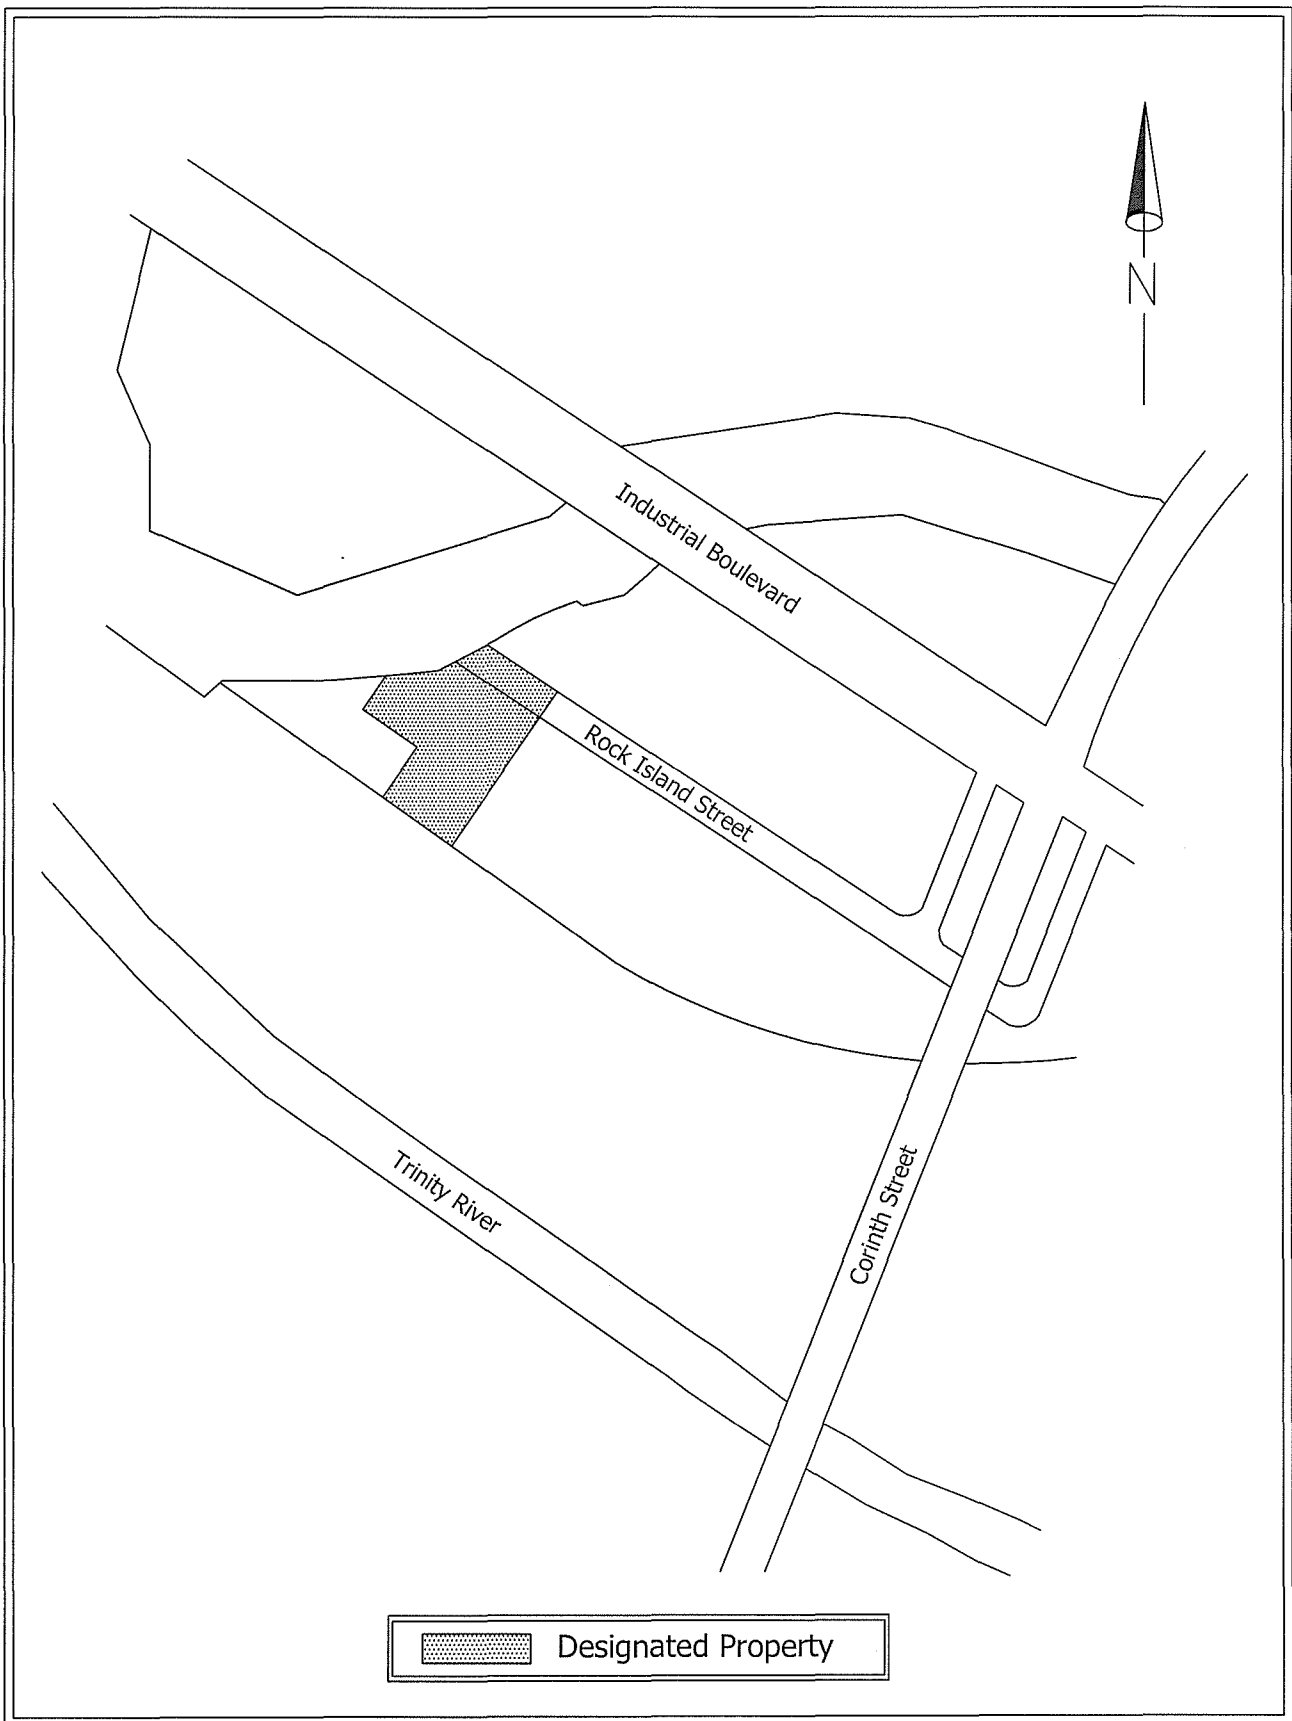 N
Industrial Boulevard
Rock Island Street
Corinth Street
Trinity River
Designated Property